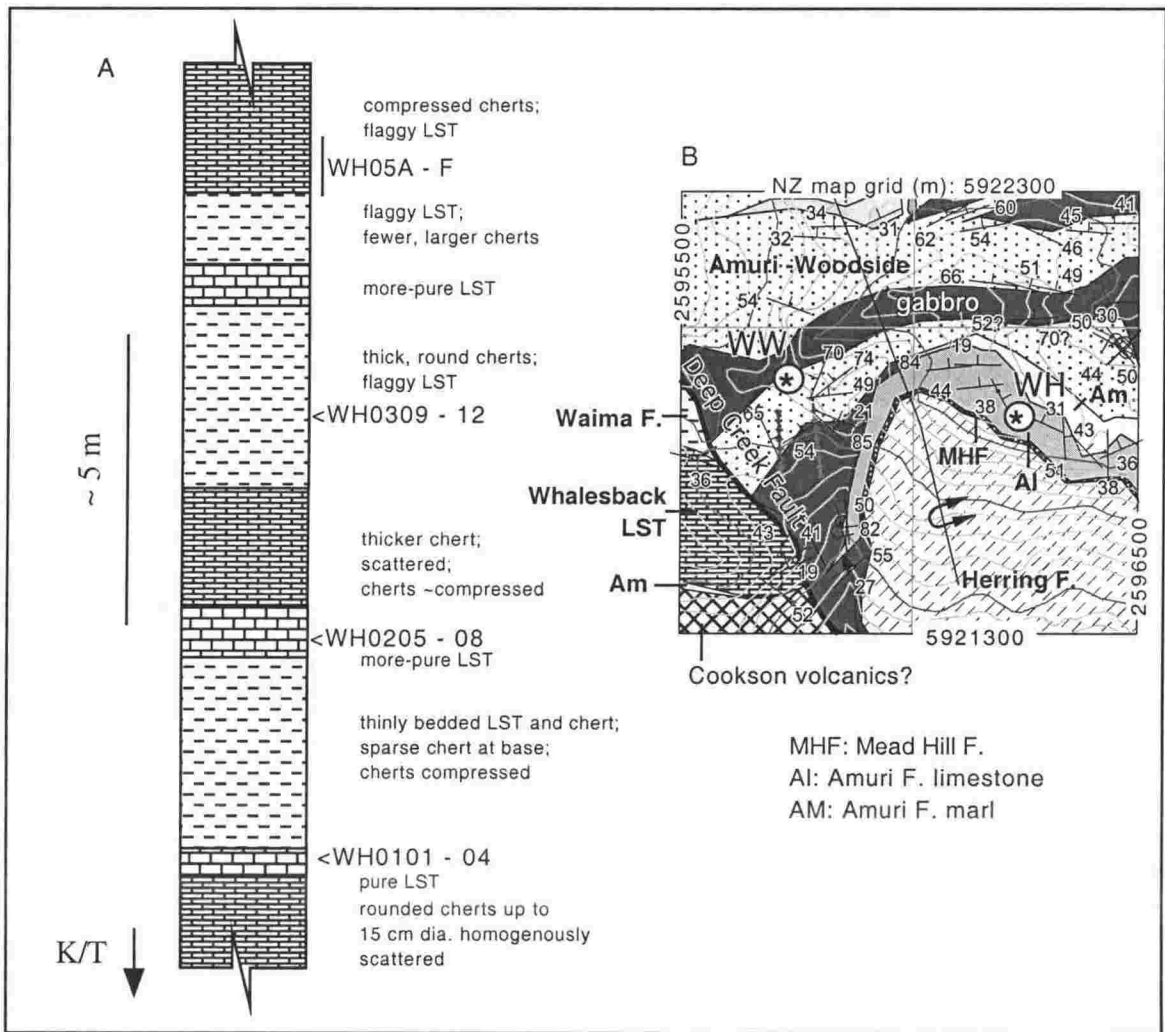 A
compressed cherts;
flaggy LST
WH05A - F
flaggy LST;
fewer, larger cherts
more-pure LST
thick, round cherts;
flaggy LST
<WH0309 - 12
~ 5 m
thicker chert;
scattered;
cherts ~compressed
<WH0205 - 08
more-pure LST
thinly bedded LST and chert;
sparse chert at base;
cherts compressed
<WH0101 - 04
pure LST
rounded cherts up to
15 cm dia. homogenously
scattered
K/T
B
NZ map grid (m): 5922300
2595500
34
31
60
45
41
32
62
54
46
Amuri -Woodside
51
49
66
54
gabbro
30
52?
50
70?
WW
19
70
74
84
44
WH
Am
50
*
49
44
38
*
31
43
Deep Creek Fault
Waima F.
65
21
MHF
Al
36
54
85
51
38
36
Whalesback
LST
50
43
41
82
2596500
19
55
Am
27
Herring F.
52
5921300
Cookson volcanics?
MHF: Mead Hill F.
Al: Amuri F. limestone
AM: Amuri F. marl